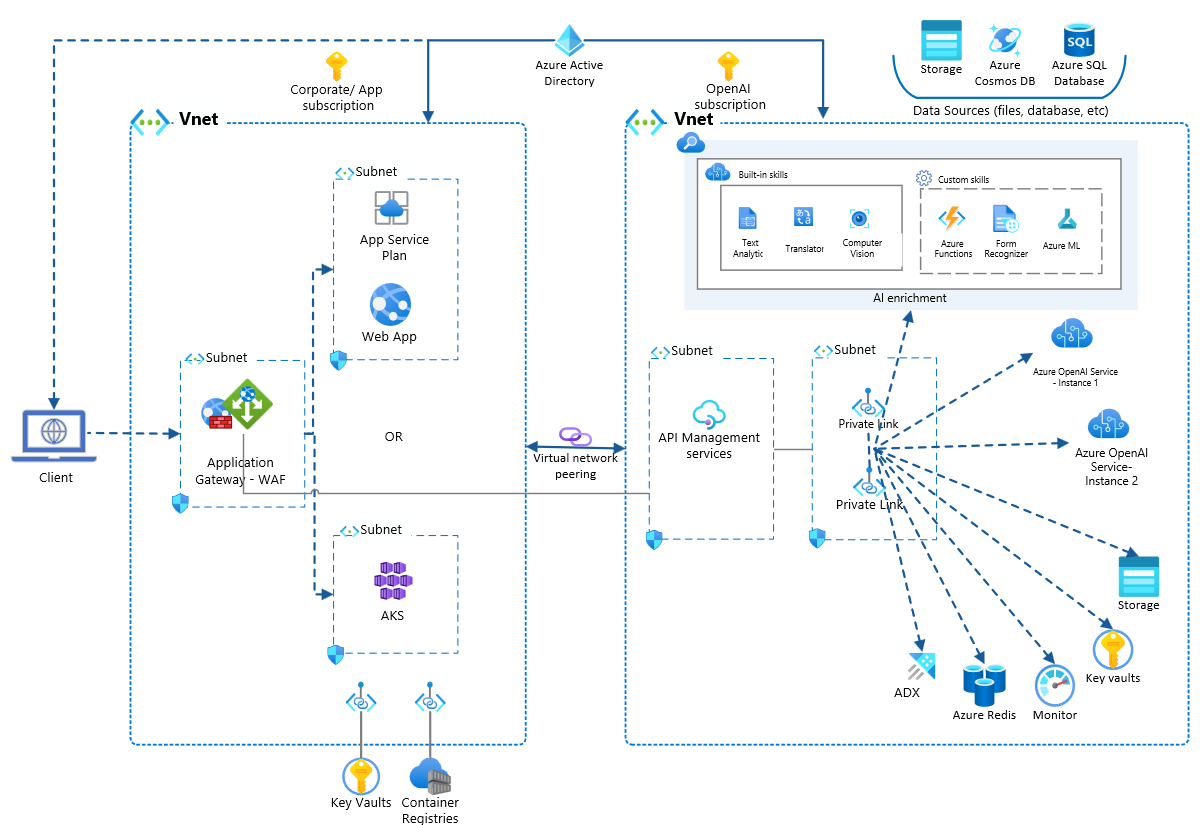 Azure Active
Directory
Corporate/ App
subscription
OpenAI
subscription
Storage
Azure
Cosmos DB
SQL
Azure SQL
Database
Data Sources (files, database, etc)
Vnet
Subnet
App Service
Plan
Web App
Subnet
Application
Gateway - WAF
Client
OR
Subnet
AKS
Key Vaults
Container
Registries
Virtual network
peering
Vnet
Built-in skills
Text
Analytic
Translator
Computer
Vision
Custom skills
Azure
Functions
Form
Recognizer
Azure ML
AI enrichment
Subnet
API Management
services
Subnet
Private Link
Private Link
Azure OpenAI Service
- Instance 1
Azure OpenAI
Service-
Instance 2
Storage
Key vaults
Monitor
Azure Redis
ADX